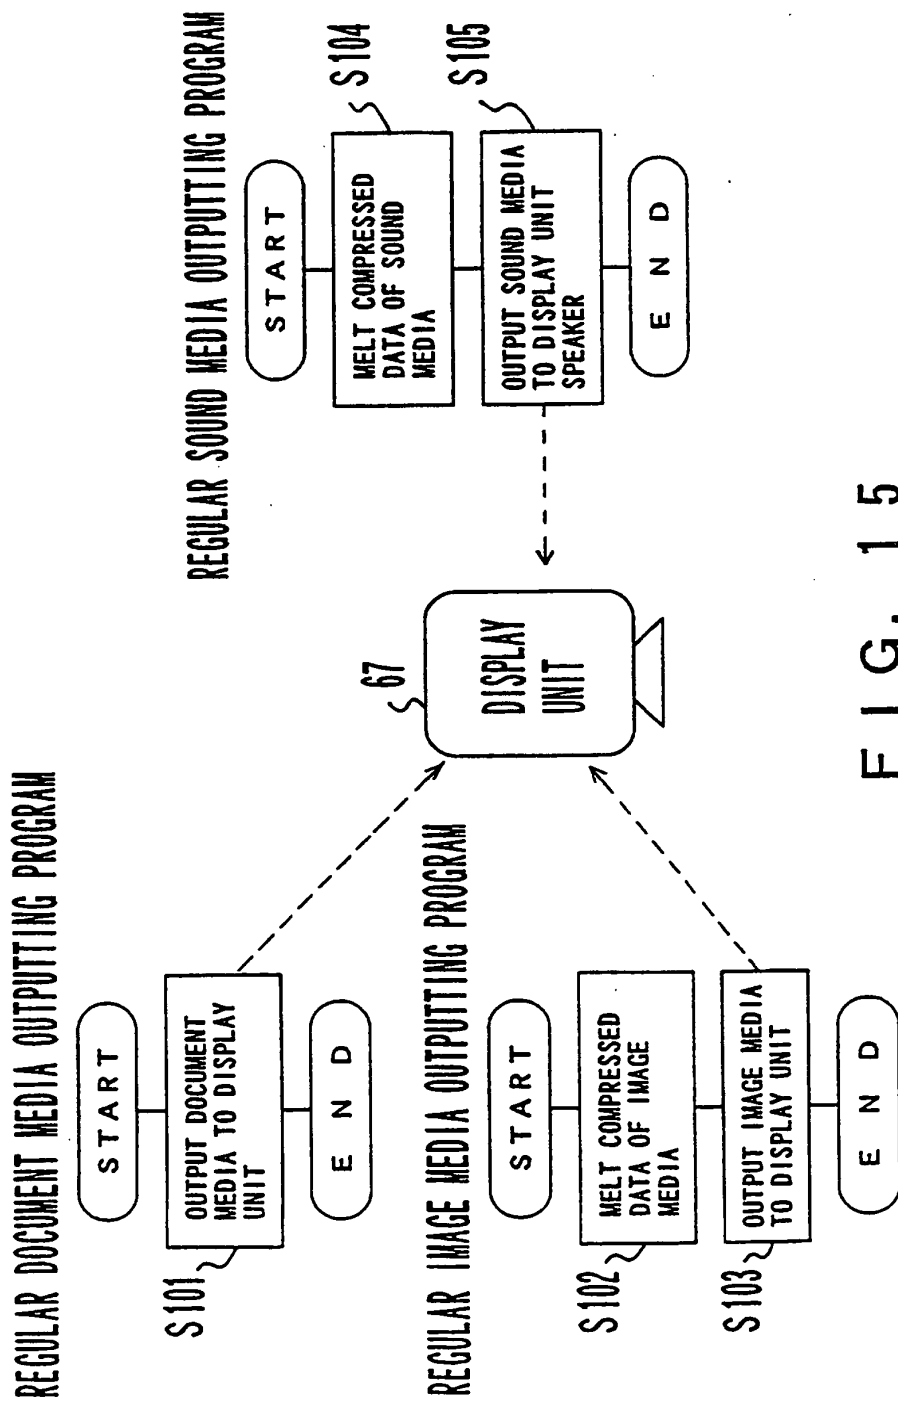 REGULAR DOCUMENT MEDIA OUTPUTTING PROGRAM
START
OUTPUT DOCUMENT
MEDIA TO DISPLAY
UNIT
S101
END
REGULAR IMAGE MEDIA OUTPUTTING PROGRAM
START
MELT COMPRESSED
DATA OF IMAGE
MEDIA
S102
OUTPUT IMAGE MEDIA
TO DISPLAY UNIT
S103
END
67
DISPLAY
UNIT
REGULAR SOUND MEDIA OUTPUTTING PROGRAM
START
MELT COMPRESSED
DATA OF SOUND
MEDIA
S104
OUTPUT SOUND MEDIA
TO DISPLAY UNIT
SPEAKER
S105
END
FIG. 15